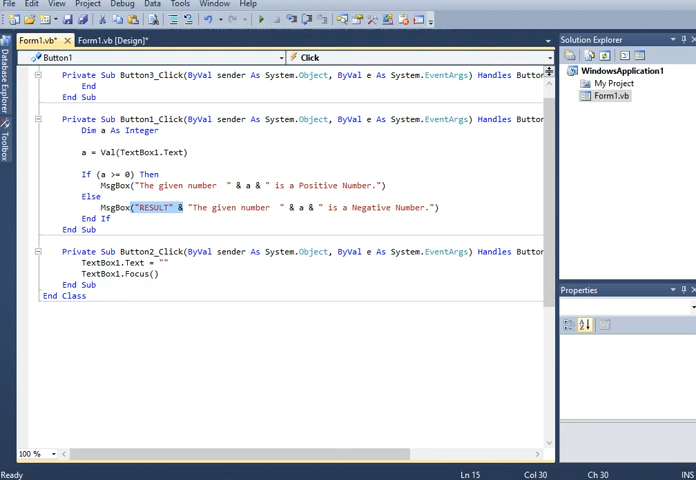 File Edit View Project Debug Data Tools Window Help
Form1.vb* Form1.vb [Design]* Solution Explorer
Button1 Click
Private Sub Button3_Click(ByVal sender As System.Object, ByVal e As System.EventArgs) Handles Button
End
End Sub
Private Sub Button1_Click(ByVal sender As System.Object, ByVal e As System.EventArgs) Handles Button
Dim a As Integer
a = Val(TextBox1.Text)
If (a >= 0) Then
MsgBox("The given number  " & a & " is a Positive Number.")
Else
MsgBox("RESULT" & "The given number  " & a & " is a Negative Number.")
End If
End Sub
Private Sub Button2_Click(ByVal sender As System.Object, ByVal e As System.EventArgs) Handles Button
TextBox1.Text = ""
TextBox1.Focus()
End Sub
End Class
100 %
Database Explorer
Toolbox
WindowsApplication1
My Project
Form1.vb
Properties
Ready Ln 15 Col 30 Ch 30 INS